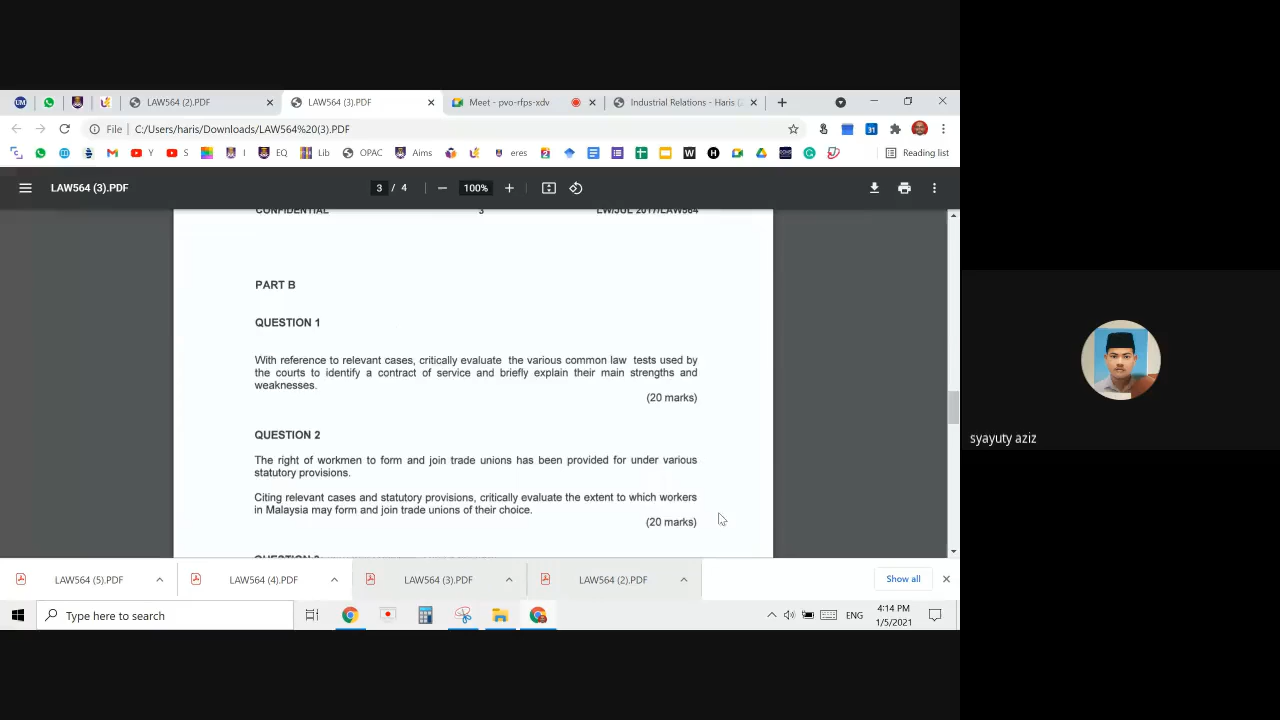 LAW564 (2).PDF
LAW564 (3).PDF
Meet - pvo-rfps-xdv
Industrial Relations - Haris (
File
C:/Users/haris/Downloads/LAW564%20(3).PDF
Y
S
I
EQ
Lib
OPAC
Aims
eres
Reading list
LAW564 (3).PDF
3 / 4
100%
CONFIDENTIAL 3 LW/JUL 2017/LAW564
PART B
QUESTION 1
With reference to relevant cases, critically evaluate the various common law tests used by
the courts to identify a contract of service and briefly explain their main strengths and
weaknesses.
(20 marks)
QUESTION 2
The right of workmen to form and join trade unions has been provided for under various
statutory provisions.
Citing relevant cases and statutory provisions, critically evaluate the extent to which workers
in Malaysia may form and join trade unions of their choice.
(20 marks)
syayuty aziz
LAW564 (5).PDF
LAW564 (4).PDF
LAW564 (3).PDF
LAW564 (2).PDF
Show all
Type here to search
ENG
4:14 PM
1/5/2021